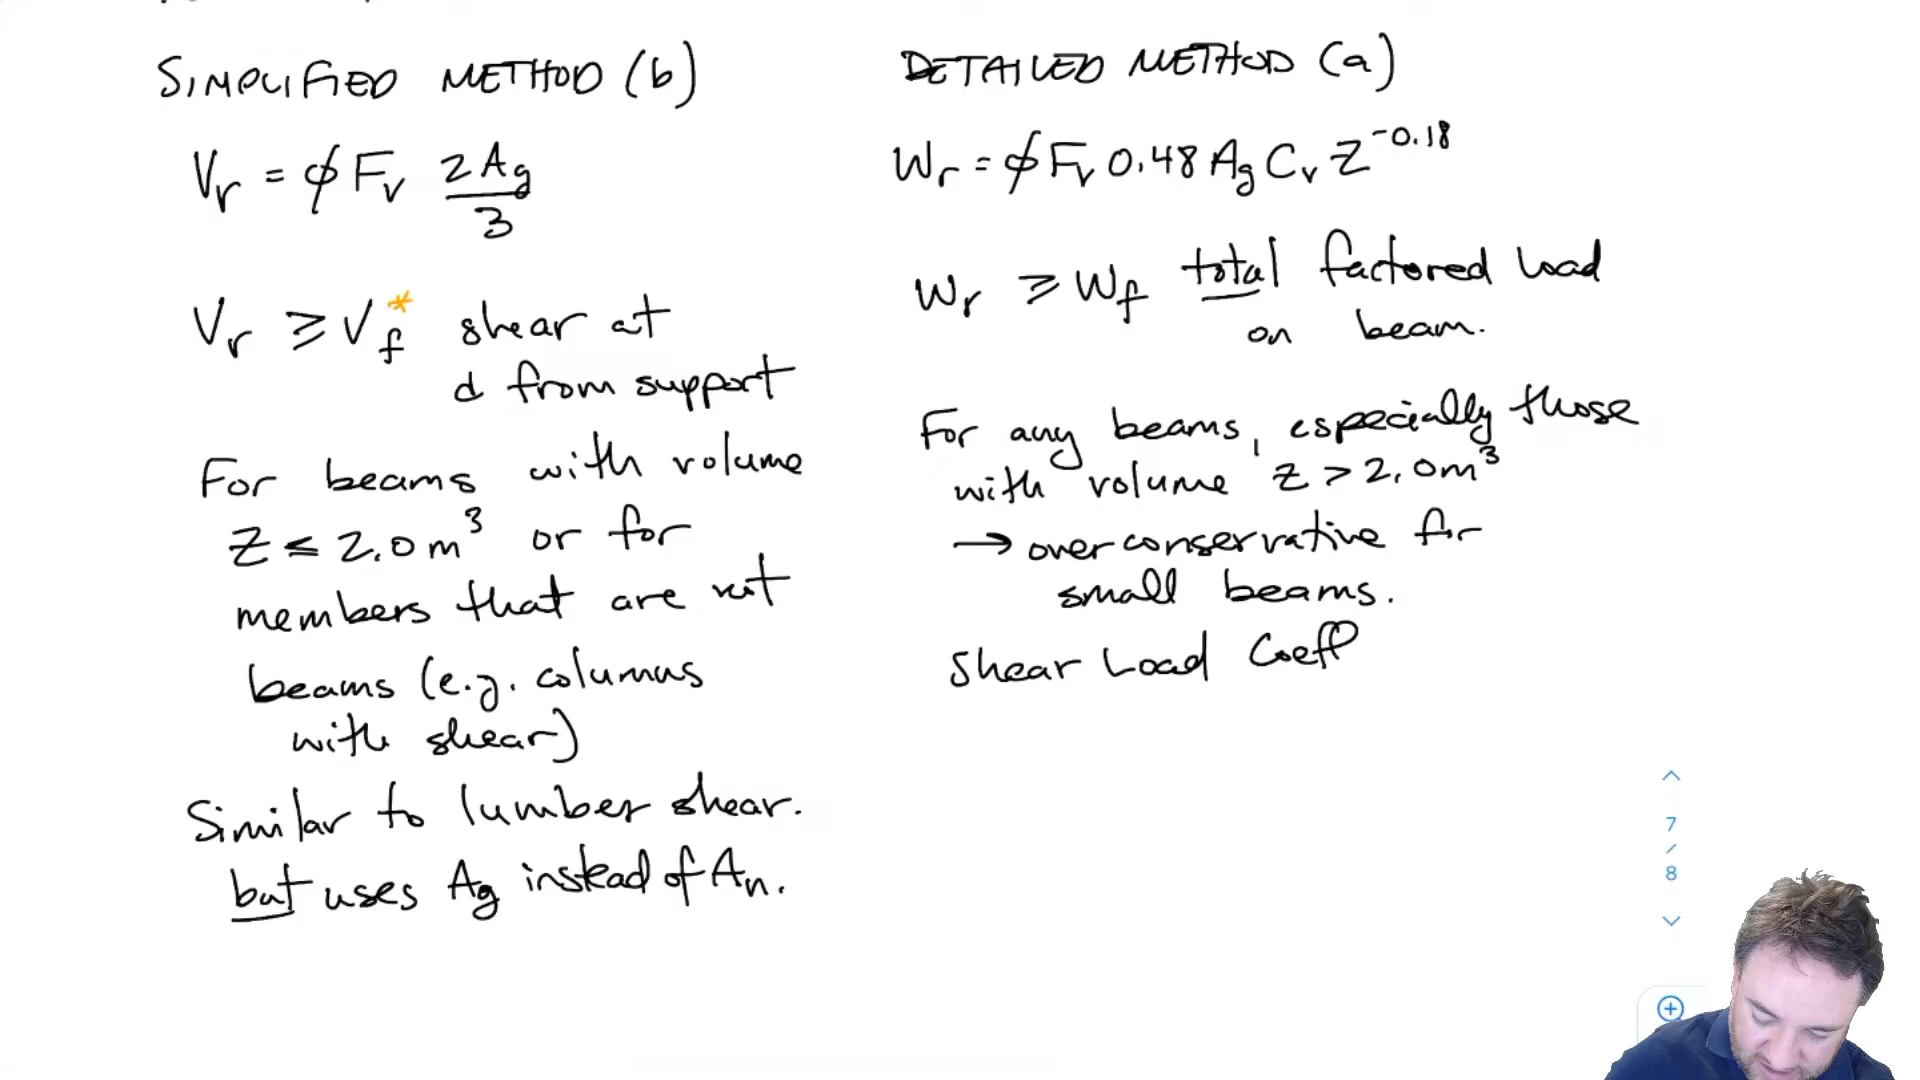 SIMPLIFIED METHOD (b)
Vr = ϕ Fv 2Ag
3
Vr ≥ Vf* shear at
d from support
For beams with volume
Z ≤ 2.0 m³ or for
members that are not
beams (e.g. columns
with shear)
Similar to lumber shear.
but uses Ag instead of An.
DETAILED METHOD (a)
Wr = ϕ Fv 0.48 Ag Cv Z^-0.18
Wr ≥ Wf total factored load
on beam.
For any beams, especially those
with volume Z > 2.0m³
→ over conservative for
small beams.
Shear Load Coeff
7
/
8